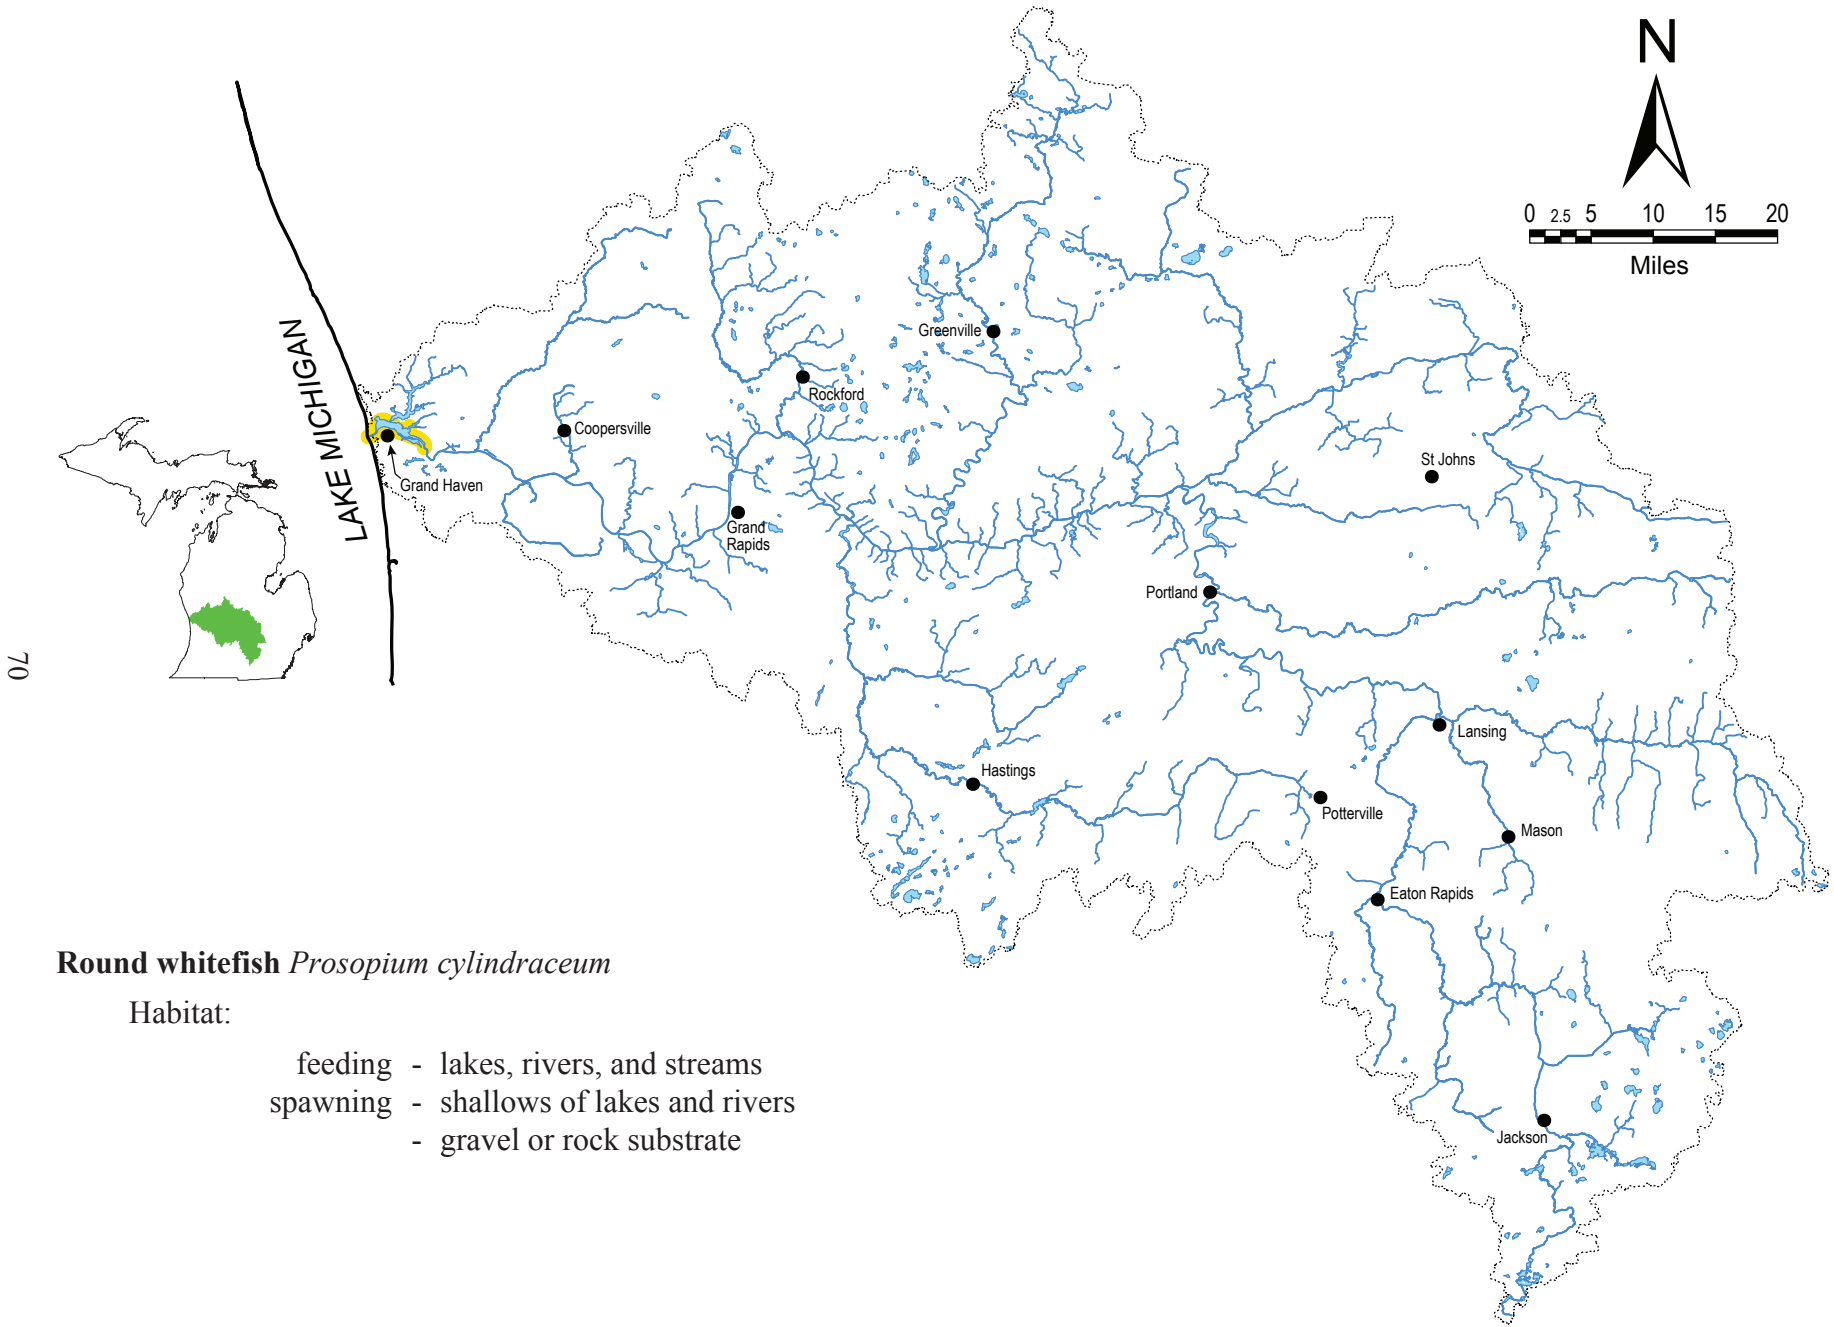 N
0 2.5 5 10 15 20
Miles
LAKE MICHIGAN
Greenville
Rockford
Coopersville
St Johns
Grand Haven
Grand
Rapids
Portland
Lansing
Hastings
Potterville
Mason
Eaton Rapids
Jackson
70
Round whitefish Prosopium cylindraceum
Habitat:
feeding - lakes, rivers, and streams
spawning - shallows of lakes and rivers
- gravel or rock substrate